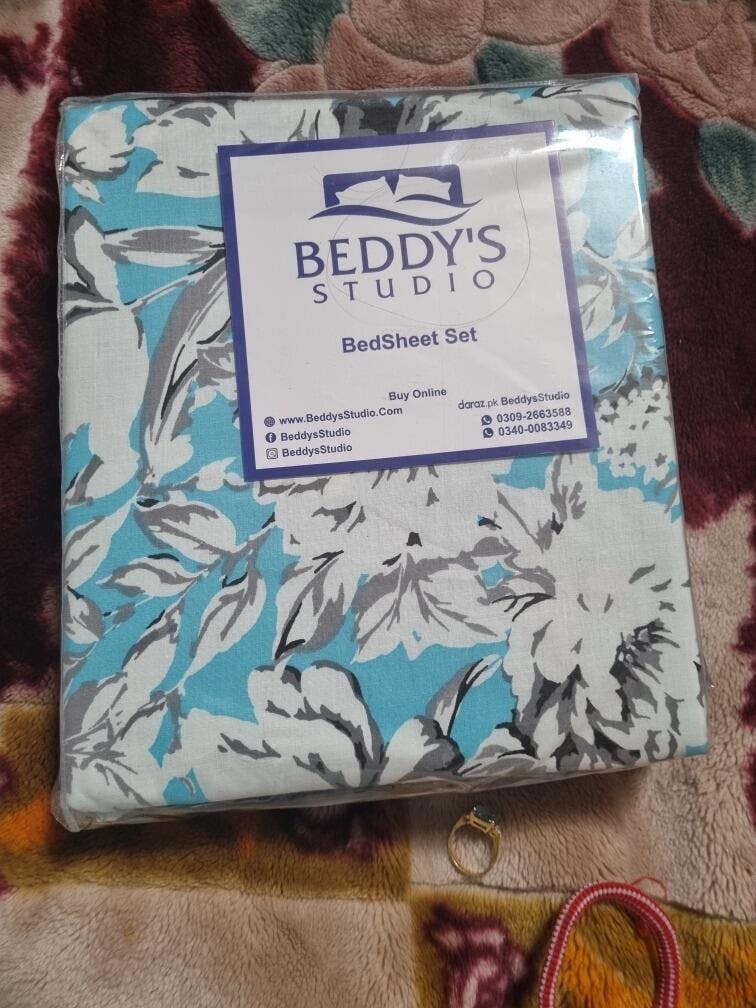 BEDDY'S
STUDIO
BedSheet Set
Buy Online
www.BeddysStudio.Com
BeddysStudio
BeddysStudio
daraz.pk BeddysStudio
0309-2663588
0340-0083349